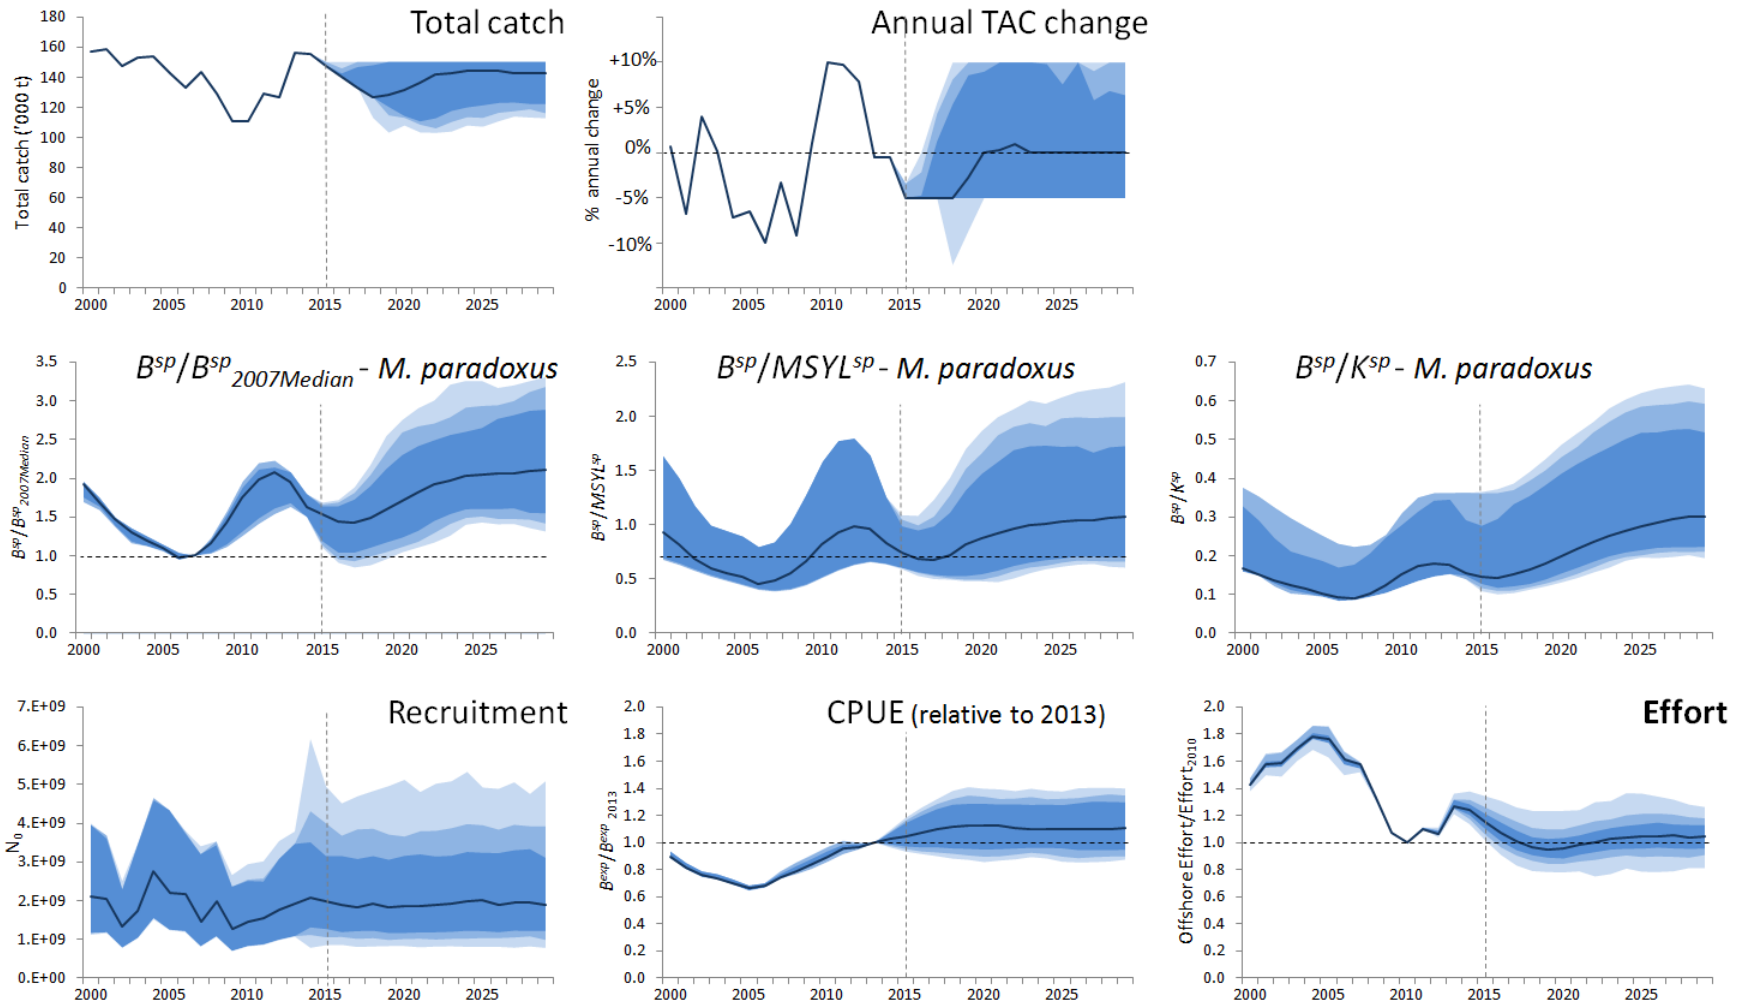 Total catch
Total catch ('000 t)
180
160
140
120
100
80
60
40
20
0
2000 2005 2010 2015 2020 2025
Annual TAC change
% annual change
+10%
+5%
0%
-5%
-10%
2000 2005 2010 2015 2020 2025
Bsp/Bsp2007Median - M. paradoxus
Bsp/Bsp2007Median
3.5
3.0
2.5
2.0
1.5
1.0
0.5
0.0
2000 2005 2010 2015 2020 2025
Bsp/MSYLsp - M. paradoxus
Bsp/MSYLsp
2.5
2.0
1.5
1.0
0.5
0.0
2000 2005 2010 2015 2020 2025
Bsp/Ksp - M. paradoxus
Bsp/Ksp
0.7
0.6
0.5
0.4
0.3
0.2
0.1
0.0
2000 2005 2010 2015 2020 2025
Recruitment
N0
7.E+09
6.E+09
5.E+09
4.E+09
3.E+09
2.E+09
1.E+09
0.E+00
2000 2005 2010 2015 2020 2025
CPUE (relative to 2013)
Bexp/Bexp2013
2.0
1.8
1.6
1.4
1.2
1.0
0.8
0.6
0.4
0.2
0.0
2000 2005 2010 2015 2020 2025
Effort
Offshore Effort/Effort2010
2.0
1.8
1.6
1.4
1.2
1.0
0.8
0.6
0.4
0.2
0.0
2000 2005 2010 2015 2020 2025